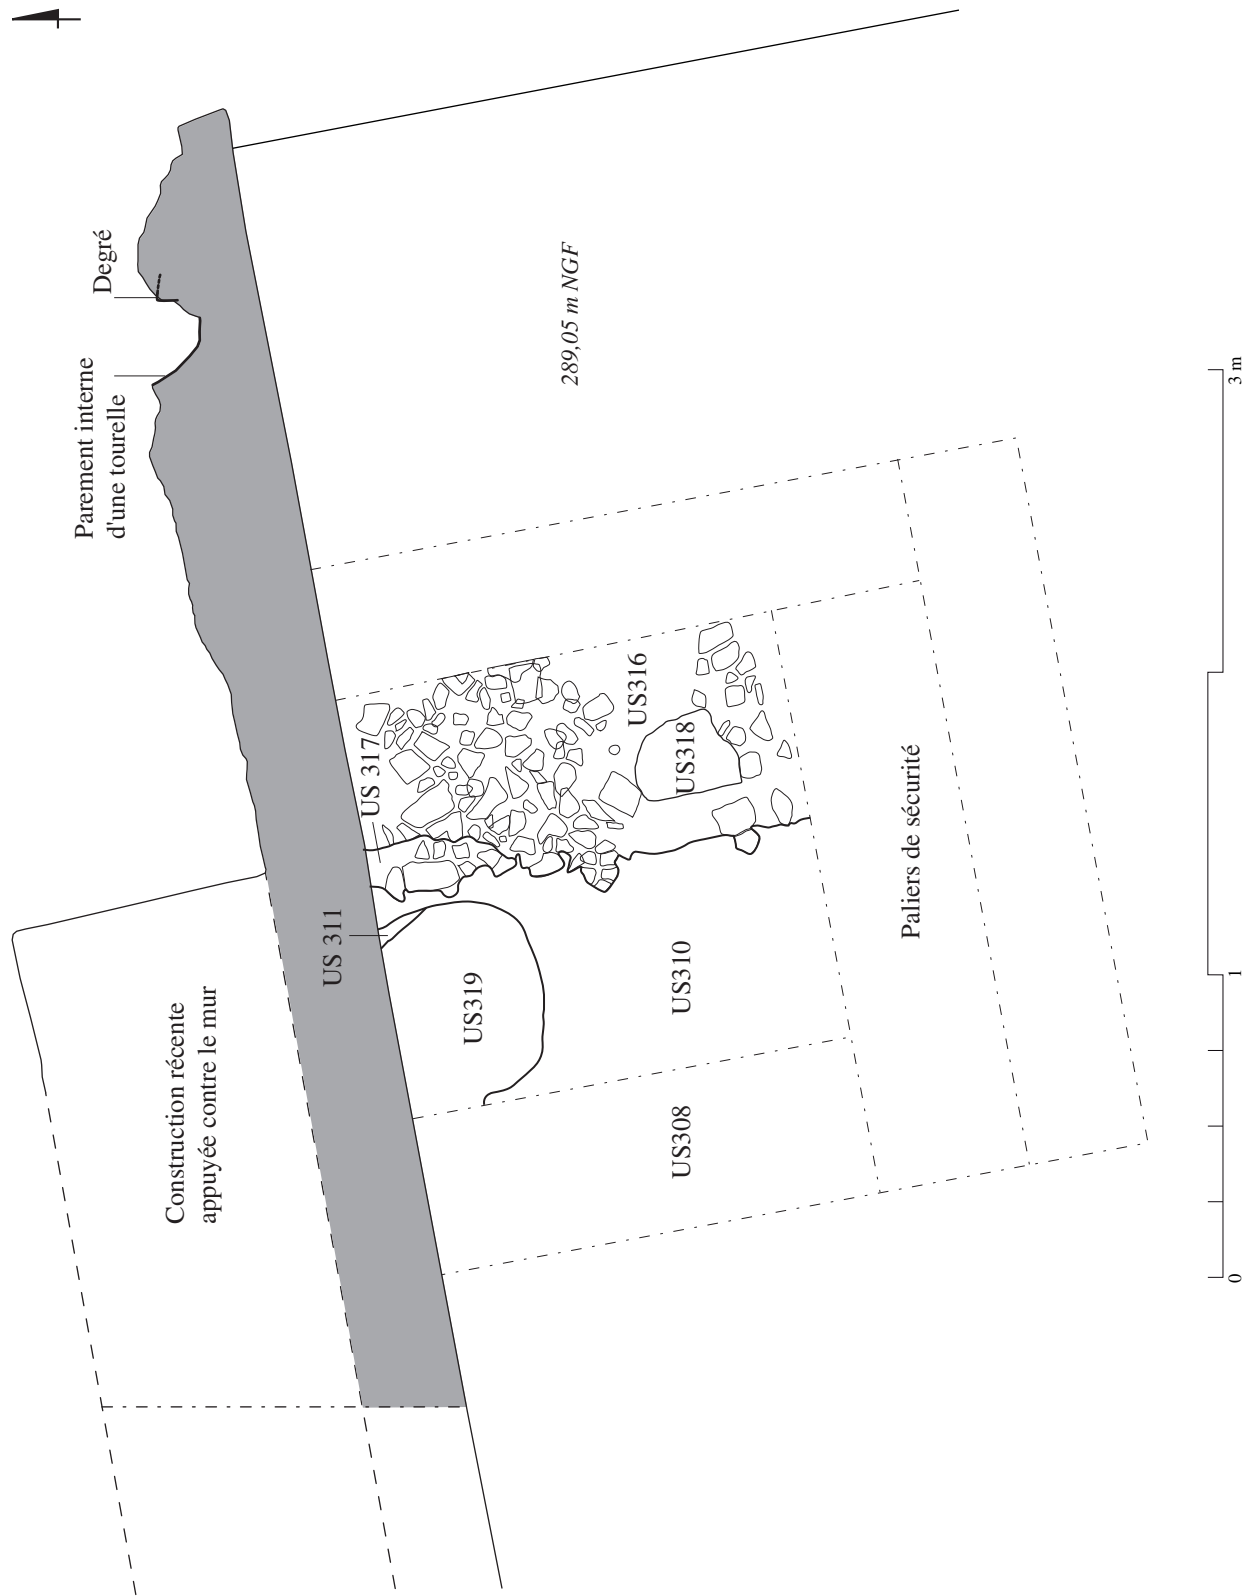 Construction récente
appuyée contre le mur
Parement interne
d'une tourelle
Degré
US 311
US 317
US319
289,05 m NGF
US316
US318
US310
US308
Paliers de sécurité
0
1
3 m